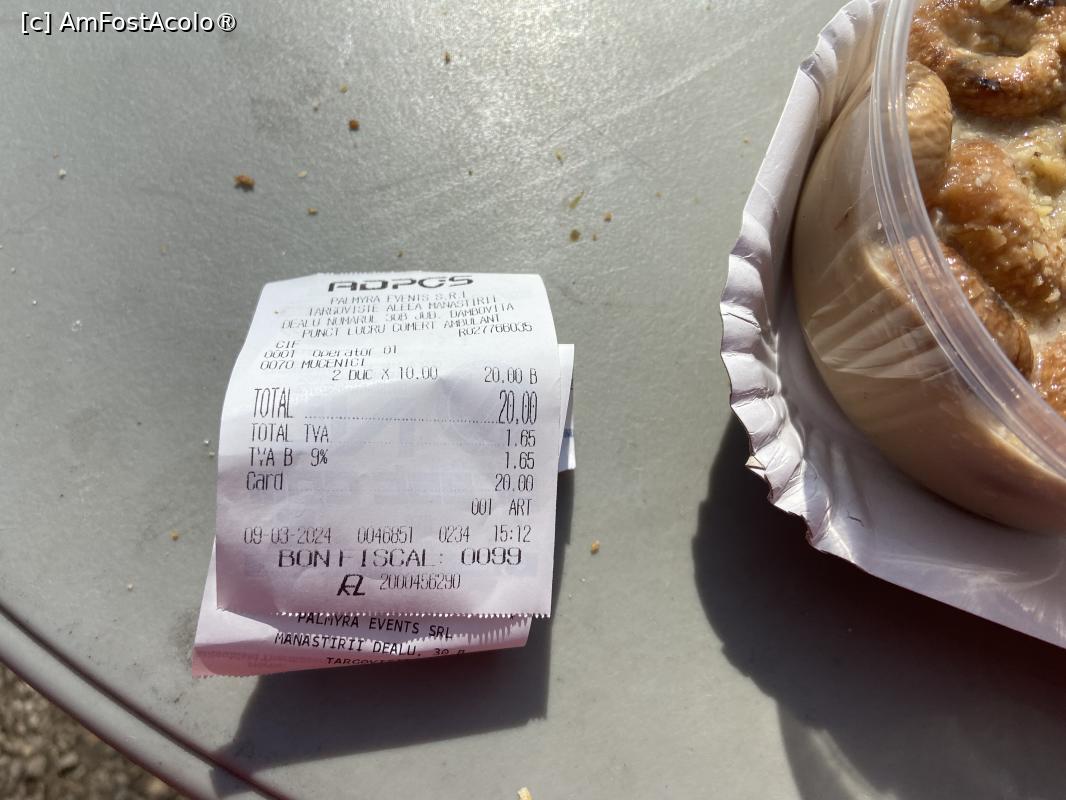 [c] AmFostAcolo®
ADPOS
PALMYRA EVENTS S.R.L
TARGOVISTE ALEEA MANASTIRII
DEALU NUMARUL 30B JUD. DAMBOVITA
PUNCT LUCRU COMERT AMBULANT
CIF RO27766035
0001 Operator 01
0070 MUCENICI
2 BUC X 10.00 20.00 B
TOTAL 20,00
TOTAL TVA 1.65
TVA B 9% 1.65
Card 20.00
001 ART
09-03-2024 0046851 0234 15:12
BON FISCAL: 0099
2000456290
PALMYRA EVENTS SRL
MANASTIRII DEALU, 30